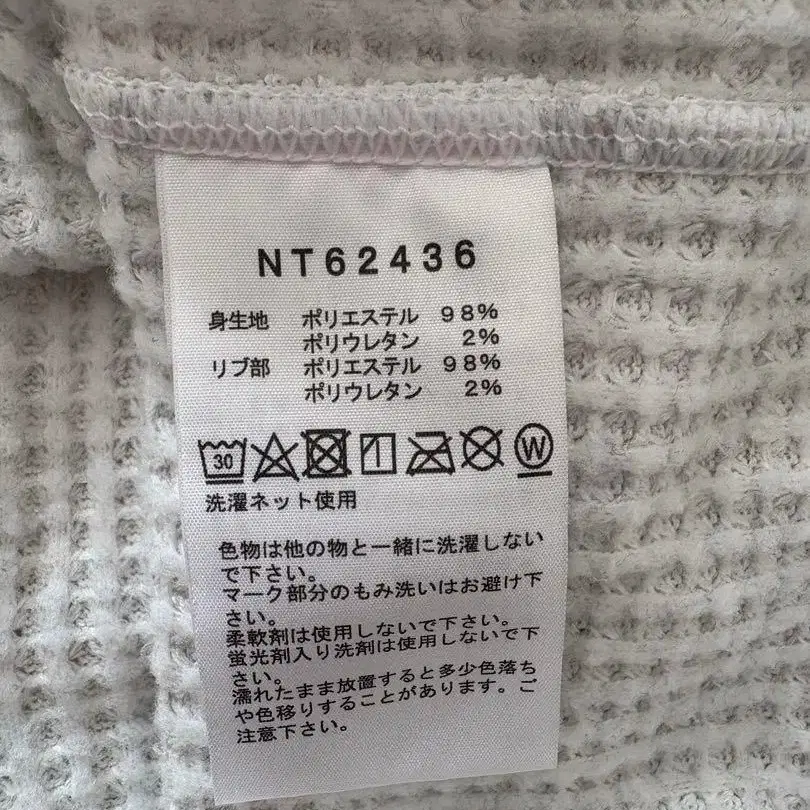 NT62436
身生地 ポリエステル 98%
ポリウレタン 2%
リブ部 ポリエステル 98%
ポリウレタン 2%
30 W
洗濯ネット使用
色物は他の物と一緒に洗濯しない
で下さい。
マーク部分のもみ洗いはお避け下
さい。
柔軟剤は使用しないで下さい。
蛍光剤入り洗剤は使用しないで下
さい。
濡れたまま放置すると多少色落ち
や色移りすることがあります。ご
注意下さい。